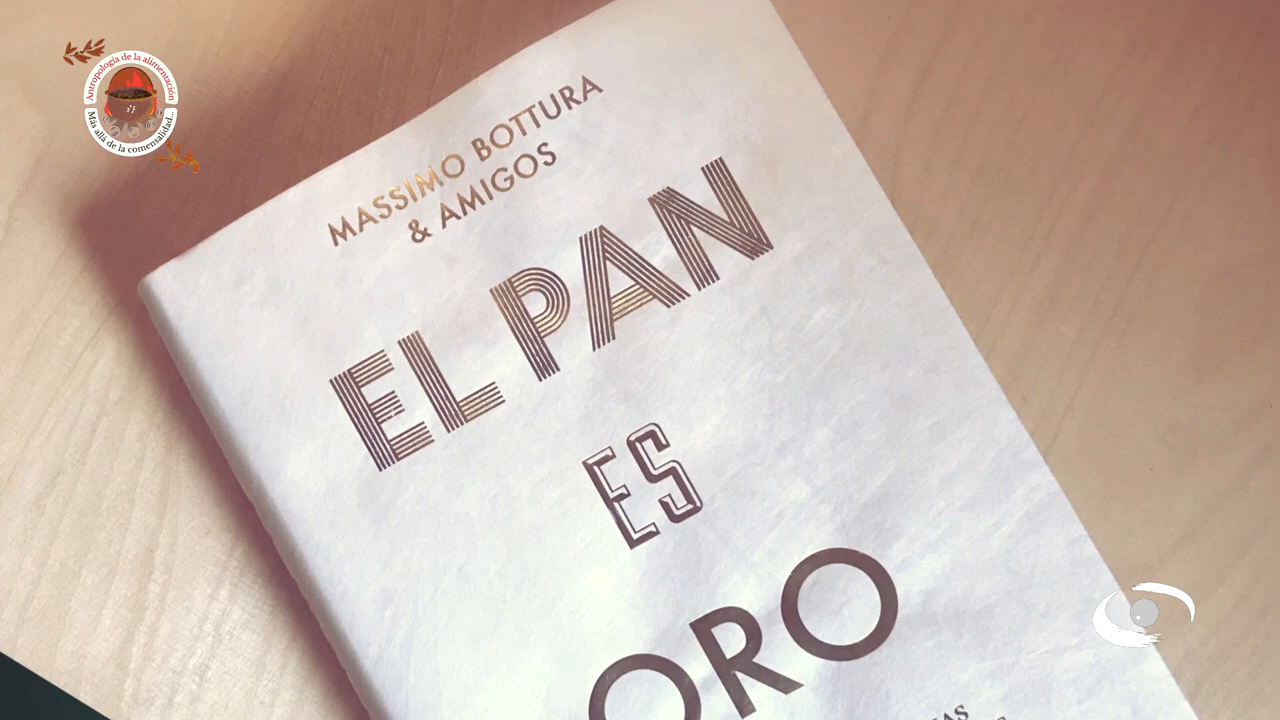 Antropología de la alimentación
Más allá de la comensalidad...
MASSIMO BOTTURA
& AMIGOS
EL PAN
ES
ORO